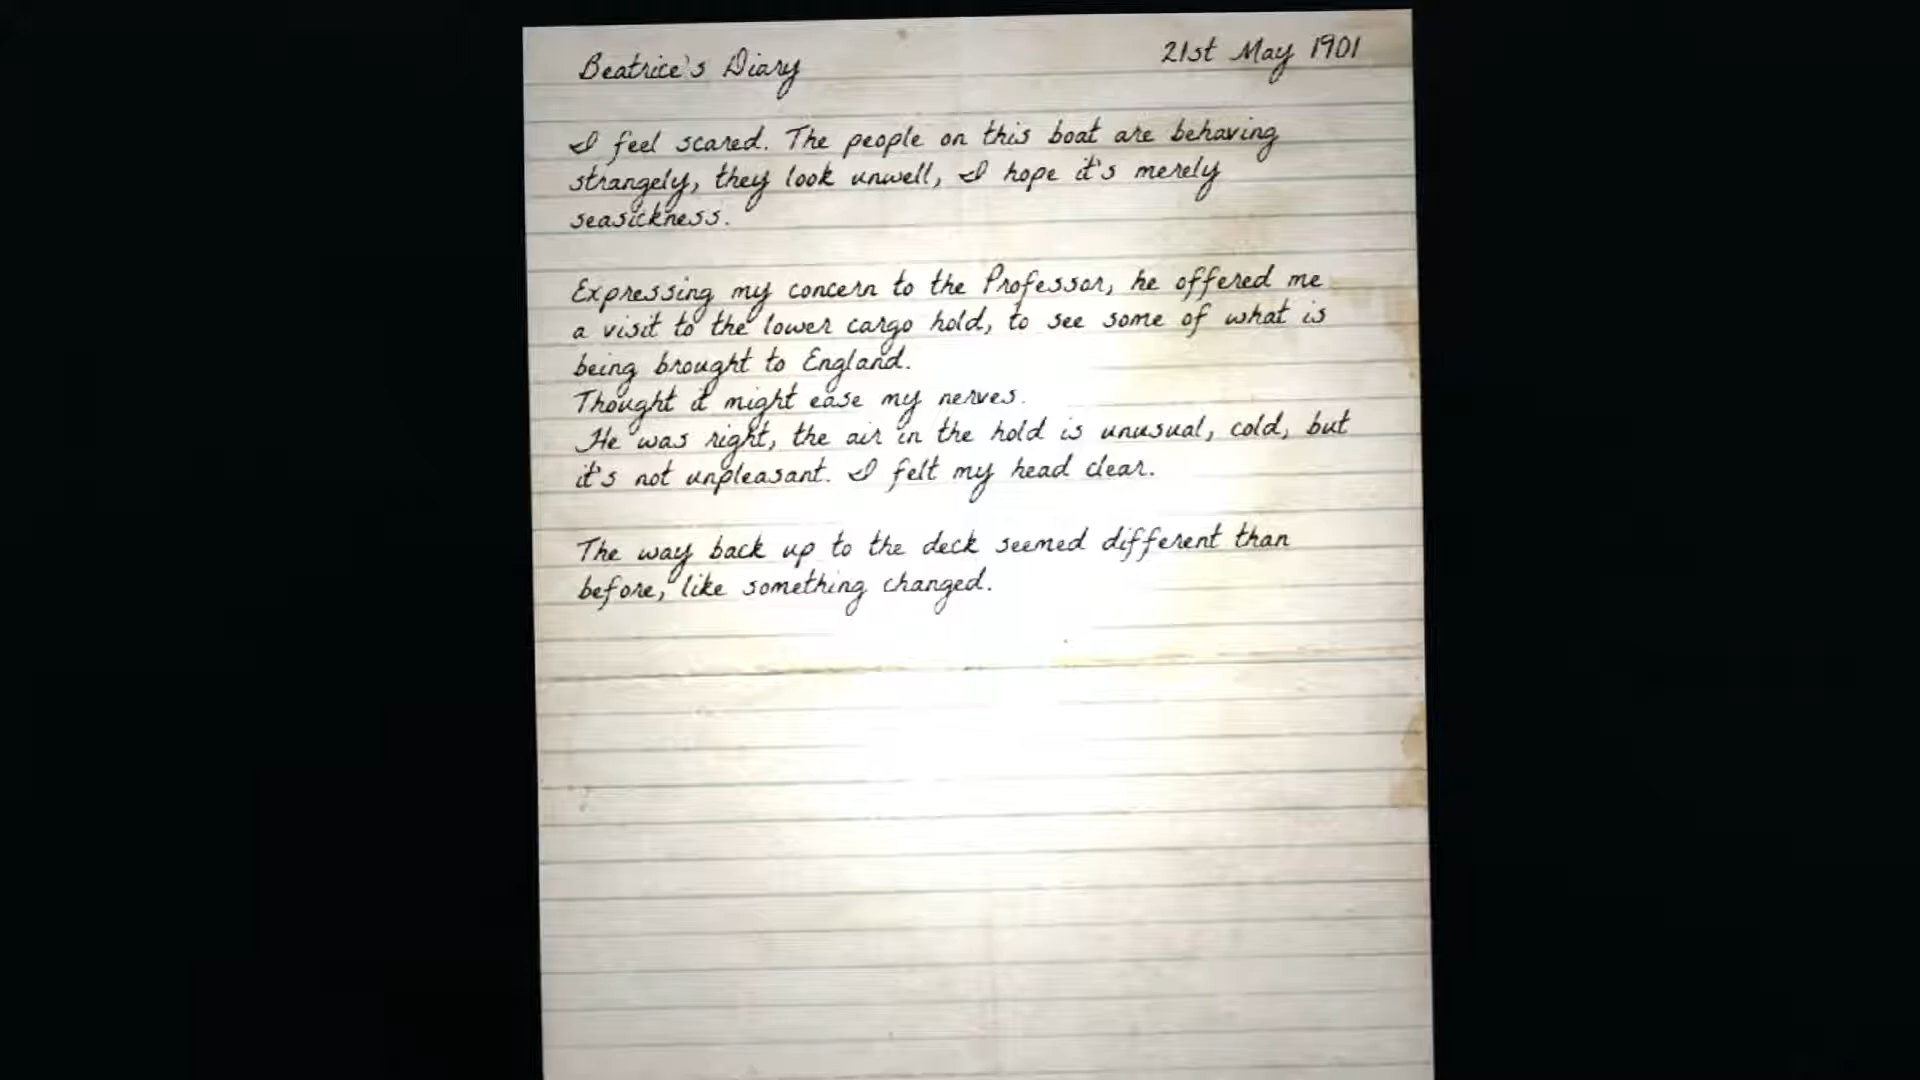 Beatrice's Diary 21st May 1901
I feel scared. The people on this boat are behaving
strangely, they look unwell, I hope it's merely
seasickness.
Expressing my concern to the Professor, he offered me
a visit to the lower cargo hold, to see some of what is
being brought to England.
Thought it might ease my nerves.
He was right, the air in the hold is unusual, cold, but
it's not unpleasant. I felt my head clear.
The way back up to the deck seemed different than
before, like something changed.